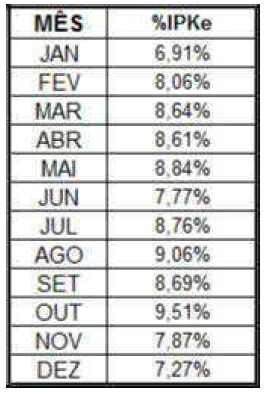 MÊS %IPKe
JAN 6,91%
FEV 8,06%
MAR 8,64%
ABR 8,61%
MAI 8,84%
JUN 7,77%
JUL 8,76%
AGO 9,06%
SET 8,69%
OUT 9,51%
NOV 7,87%
DEZ 7,27%